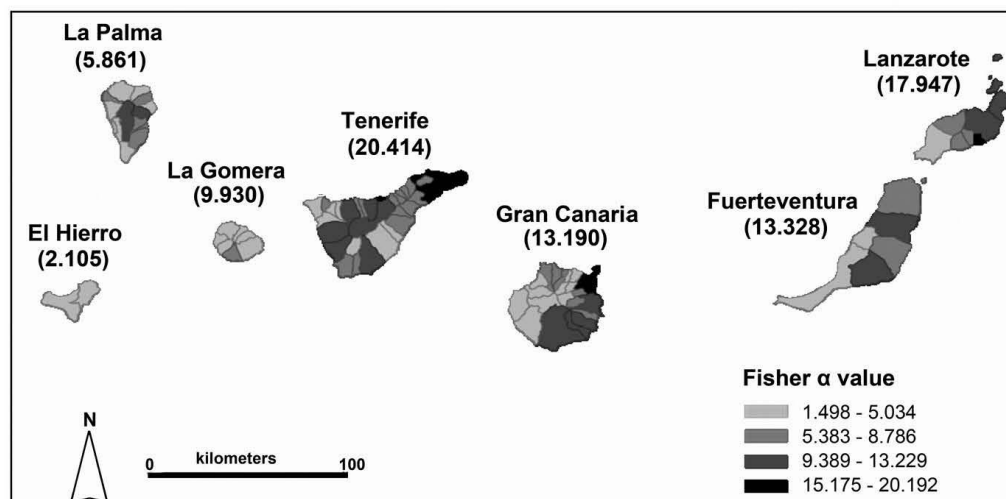 La Palma
(5.861)
Lanzarote
(17.947)
Tenerife
(20.414)
La Gomera
(9.930)
Fuerteventura
(13.328)
Gran Canaria
(13.190)
El Hierro
(2.105)
Fisher α value
1.498 - 5.034
5.383 - 8.786
9.389 - 13.229
15.175 - 20.192
N
kilometers
0 100